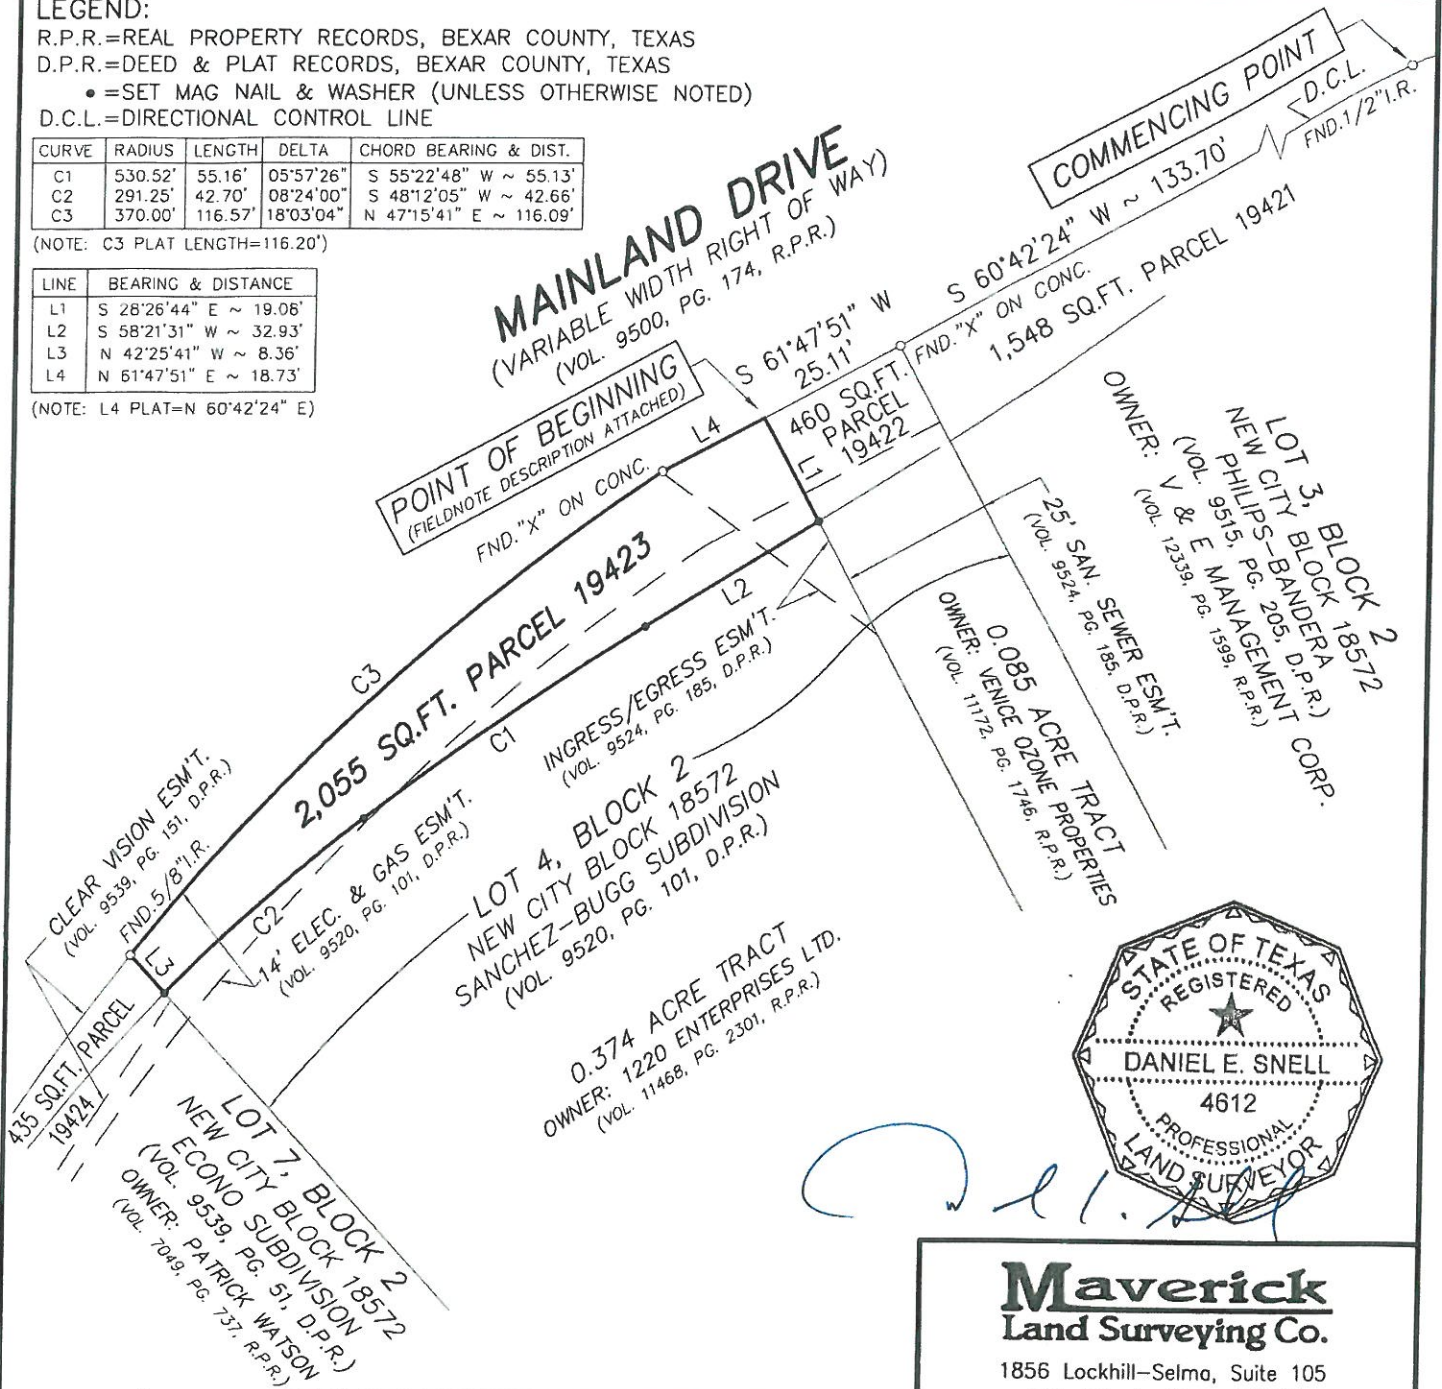 LEGEND:
R.P.R.=REAL PROPERTY RECORDS, BEXAR COUNTY, TEXAS
D.P.R.=DEED & PLAT RECORDS, BEXAR COUNTY, TEXAS
• =SET MAG NAIL & WASHER (UNLESS OTHERWISE NOTED)
D.C.L.=DIRECTIONAL CONTROL LINE
CURVE RADIUS LENGTH DELTA CHORD BEARING & DIST.
C1 530.52' 55.16' 05°57'26" S 55°22'48" W ~ 55.13'
C2 291.25' 42.70' 08°24'00" S 48°12'05" W ~ 42.66'
C3 370.00' 116.57' 18°03'04" N 47°15'41" E ~ 116.09'
(NOTE: C3 PLAT LENGTH=116.20')
LINE BEARING & DISTANCE
L1 S 28°26'44" E ~ 19.08'
L2 S 58°21'31" W ~ 32.93'
L3 N 42°25'41" W ~ 8.36'
L4 N 61°47'51" E ~ 18.73'
(NOTE: L4 PLAT=N 60°42'24" E)
MAINLAND DRIVE
(VARIABLE WIDTH RIGHT OF WAY)
(VOL. 9500, PG. 174, R.P.R.)
COMMENCING POINT
D.C.L.
FND.1/2"I.R.
S 60°42'24" W ~ 133.70'
FND."X" ON CONC.
1,548 SQ.FT. PARCEL 19421
S 61°47'51" W
25.11'
460 SQ.FT.
PARCEL
19422
POINT OF BEGINNING
(FIELDNOTE DESCRIPTION ATTACHED)
L4
L1
FND."X" ON CONC.
2,055 SQ.FT. PARCEL 19423
C3
L2
C1
C2
L3
INGRESS/EGRESS ESM'T.
(VOL. 9524, PG. 185, D.P.R.)
25' SAN. SEWER ESM'T.
(VOL. 9524, PG. 185, D.P.R.)
LOT 3, BLOCK 2
NEW CITY BLOCK 18572
PHILIPS-BANDERA
(VOL. 9515, PG. 205, D.P.R.)
OWNER: V & E MANAGEMENT CORP.
(VOL. 12339, PG. 1599, R.P.R.)
0.085 ACRE TRACT
OWNER: VENICE OZONE PROPERTIES
(VOL. 11172, PG. 1746, R.P.R.)
CLEAR VISION ESM'T.
(VOL. 9539, PG. 151, D.P.R.)
FND.5/8"I.R.
14' ELEC. & GAS ESM'T.
(VOL. 9520, PG. 101, D.P.R.)
LOT 4, BLOCK 2
NEW CITY BLOCK 18572
SANCHEZ-BUGG SUBDIVISION
(VOL. 9520, PG. 101, D.P.R.)
0.374 ACRE TRACT
OWNER: 1220 ENTERPRISES LTD.
(VOL. 11468, PG. 2301, R.P.R.)
435 SQ.FT. PARCEL
19424
LOT 7, BLOCK 2
NEW CITY BLOCK 18572
ECONO SUBDIVISION
(VOL. 9539, PG. 51, D.P.R.)
OWNER: PATRICK WATSON
(VOL. 7049, PG. 737, R.P.R.)
STATE OF TEXAS
REGISTERED
DANIEL E. SNELL
4612
PROFESSIONAL
LAND SURVEYOR
Maverick
Land Surveying Co.
1856 Lockhill-Selma, Suite 105